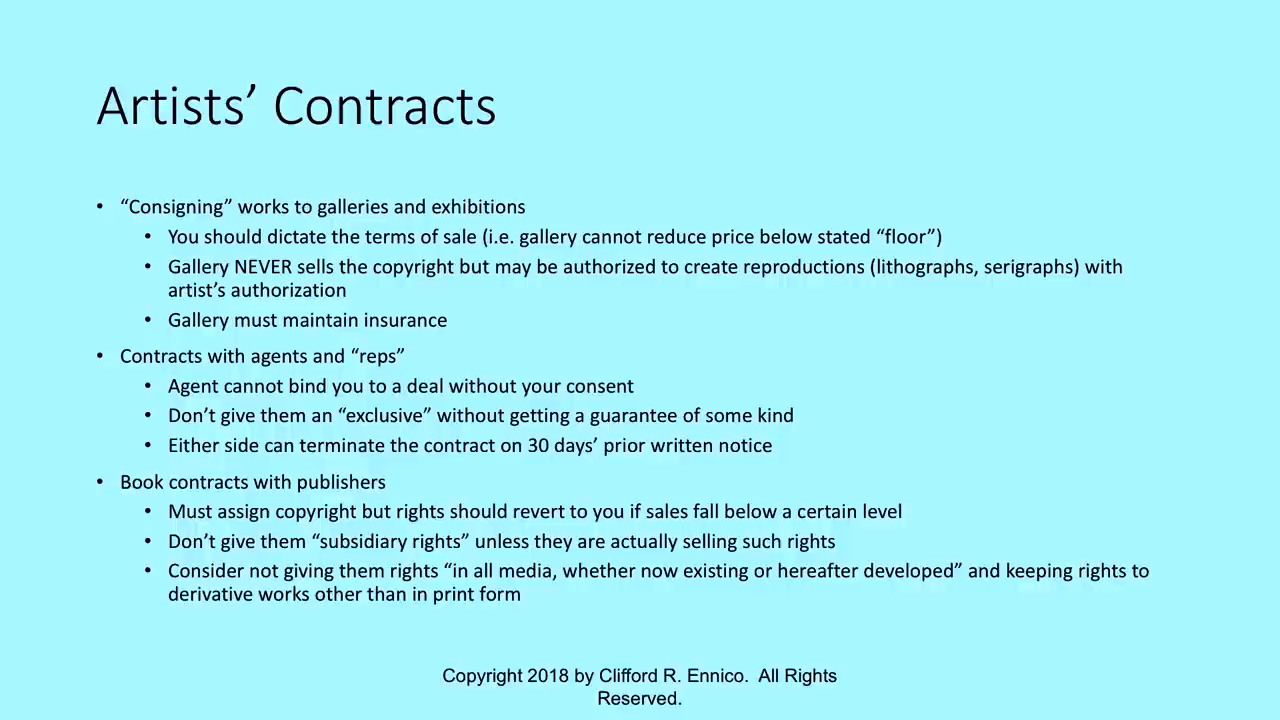 Artists’ Contracts
• “Consigning” works to galleries and exhibitions
• You should dictate the terms of sale (i.e. gallery cannot reduce price below stated “floor”)
• Gallery NEVER sells the copyright but may be authorized to create reproductions (lithographs, serigraphs) with
artist’s authorization
• Gallery must maintain insurance
• Contracts with agents and “reps”
• Agent cannot bind you to a deal without your consent
• Don’t give them an “exclusive” without getting a guarantee of some kind
• Either side can terminate the contract on 30 days’ prior written notice
• Book contracts with publishers
• Must assign copyright but rights should revert to you if sales fall below a certain level
• Don’t give them “subsidiary rights” unless they are actually selling such rights
• Consider not giving them rights “in all media, whether now existing or hereafter developed” and keeping rights to
derivative works other than in print form
Copyright 2018 by Clifford R. Ennico.  All Rights
Reserved.